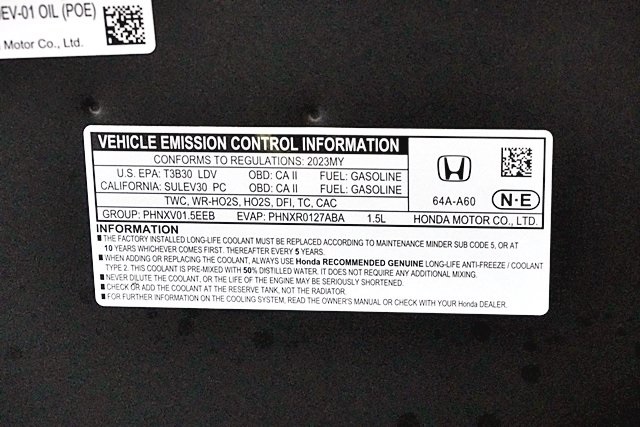 EV-01 OIL (POE)
Motor Co., Ltd.
VEHICLE EMISSION CONTROL INFORMATION
CONFORMS TO REGULATIONS: 2023MY
U.S. EPA: T3B30 LDV OBD: CA II FUEL: GASOLINE
CALIFORNIA: SULEV30 PC OBD: CA II FUEL: GASOLINE
TWC, WR-HO2S, HO2S, DFI, TC, CAC
GROUP: PHNXV01.5EEB EVAP: PHNXR0127ABA 1.5L
64A-A60 N·E
HONDA MOTOR CO., LTD.
INFORMATION
■ THE FACTORY INSTALLED LONG-LIFE COOLANT MUST BE REPLACED ACCORDING TO MAINTENANCE MINDER SUB CODE 5, OR AT
10 YEARS WHICHEVER COMES FIRST. THEREAFTER EVERY 5 YEARS.
■ WHEN ADDING OR REPLACING THE COOLANT, ALWAYS USE Honda RECOMMENDED GENUINE LONG-LIFE ANTI-FREEZE / COOLANT
TYPE 2. THIS COOLANT IS PRE-MIXED WITH 50% DISTILLED WATER. IT DOES NOT REQUIRE ANY ADDITIONAL MIXING.
■ NEVER DILUTE THE COOLANT, OR THE LIFE OF THE ENGINE MAY BE SERIOUSLY SHORTENED.
■ CHECK OR ADD THE COOLANT AT THE RESERVE TANK, NOT THE RADIATOR.
■ FOR FURTHER INFORMATION ON THE COOLING SYSTEM, READ THE OWNER'S MANUAL OR CHECK WITH YOUR Honda DEALER.